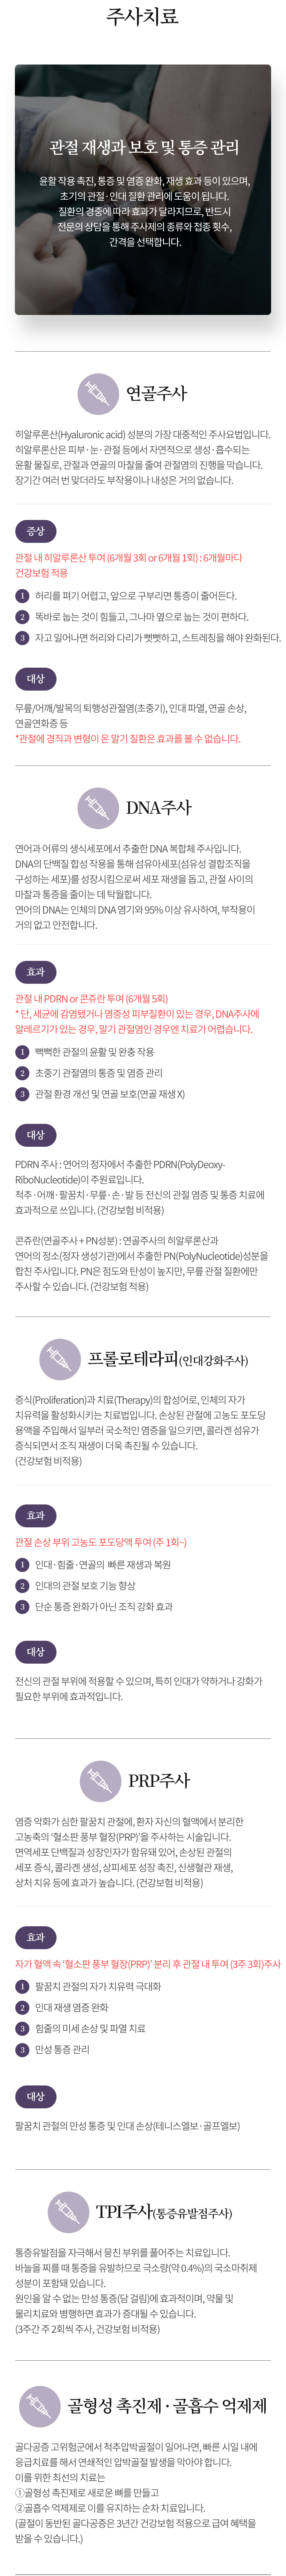 주사치료
관절 재생과 보호 및 통증 관리
윤활 작용 촉진, 통증 및 염증 완화, 재생 효과 등이 있으며,
초기의 관절·인대 질환 관리에 도움이 됩니다.
질환의 경중에 따라 효과가 달라지므로, 반드시
전문의 상담을 통해 주사제의 종류와 접종 횟수,
간격을 선택합니다.
연골주사
히알루론산(Hyaluronic acid) 성분의 가장 대중적인 주사요법입니다.
히알루론산은 피부·눈·관절 등에서 자연적으로 생성·흡수되는
윤활 물질로, 관절과 연골의 마찰을 줄여 관절염의 진행을 막습니다.
장기간 여러 번 맞더라도 부작용이나 내성은 거의 없습니다.
증상
관절 내 히알루론산 투여 (6개월 3회 or 6개월 1회) : 6개월마다
건강보험 적용
1 허리를 펴기 어렵고, 앞으로 구부리면 통증이 줄어든다.
2 똑바로 눕는 것이 힘들고, 그나마 옆으로 눕는 것이 편하다.
3 자고 일어나면 허리와 다리가 뻣뻣하고, 스트레칭을 해야 완화된다.
대상
무릎/어깨/발목의 퇴행성관절염(초중기), 인대 파열, 연골 손상,
연골연화증 등
*관절에 경직과 변형이 온 말기 질환은 효과를 볼 수 없습니다.
DNA주사
연어과 어류의 생식세포에서 추출한 DNA 복합체 주사입니다.
DNA의 단백질 합성 작용을 통해 섬유아세포(섬유성 결합조직을
구성하는 세포)를 성장시킴으로써 세포 재생을 돕고, 관절 사이의
마찰과 통증을 줄이는 데 탁월합니다.
연어의 DNA는 인체의 DNA 염기와 95% 이상 유사하여, 부작용이
거의 없고 안전합니다.
효과
관절 내 PDRN or 콘쥬란 투여 (6개월 5회)
* 단, 세균에 감염됐거나 염증성 피부질환이 있는 경우, DNA주사에
알레르기가 있는 경우, 말기 관절염인 경우엔 치료가 어렵습니다.
1 뻑뻑한 관절의 윤활 및 완충 작용
2 초중기 관절염의 통증 및 염증 관리
3 관절 환경 개선 및 연골 보호(연골 재생 X)
대상
PDRN 주사 : 연어의 정자에서 추출한 PDRN(PolyDeoxy-
RiboNucleotide)이 주원료입니다.
척추·어깨·팔꿈치·무릎·손·발 등 전신의 관절 염증 및 통증 치료에
효과적으로 쓰입니다. (건강보험 비적용)
콘쥬란(연골주사 + PN성분) : 연골주사의 히알루론산과
연어의 정소(정자 생성기관)에서 추출한 PN(PolyNucleotide)성분을
합친 주사입니다. PN은 점도와 탄성이 높지만, 무릎 관절 질환에만
주사할 수 있습니다. (건강보험 적용)
프롤로테라피(인대강화주사)
증식(Proliferation)과 치료(Therapy)의 합성어로, 인체의 자가
치유력을 활성화시키는 치료법입니다. 손상된 관절에 고농도 포도당
용액을 주입해서 일부러 국소적인 염증을 일으키면, 콜라겐 섬유가
증식되면서 조직 재생이 더욱 촉진될 수 있습니다.
(건강보험 비적용)
효과
관절 손상 부위 고농도 포도당액 투여 (주 1회~)
1 인대·힘줄·연골의 빠른 재생과 복원
2 인대의 관절 보호 기능 향상
3 단순 통증 완화가 아닌 조직 강화 효과
대상
전신의 관절 부위에 적용할 수 있으며, 특히 인대가 약하거나 강화가
필요한 부위에 효과적입니다.
PRP주사
염증 악화가 심한 팔꿈치 관절에, 환자 자신의 혈액에서 분리한
고농축의 '혈소판 풍부 혈장(PRP)'을 주사하는 시술입니다.
면역세포 단백질과 성장인자가 함유돼 있어, 손상된 관절의
세포 증식, 콜라겐 생성, 상피세포 성장 촉진, 신생혈관 재생,
상처 치유 등에 효과가 높습니다. (건강보험 비적용)
효과
자가 혈액 속 '혈소판 풍부 혈장(PRP)' 분리 후 관절 내 투여 (3주 3회)주사
1 팔꿈치 관절의 자가 치유력 극대화
2 인대 재생 염증 완화
3 힘줄의 미세 손상 및 파열 치료
3 만성 통증 관리
대상
팔꿈치 관절의 만성 통증 및 인대 손상(테니스엘보·골프엘보)
TPI주사(통증유발점주사)
통증유발점을 자극해서 뭉친 부위를 풀어주는 치료입니다.
바늘을 찌를 때 통증을 유발하므로 극소량(약 0.4%)의 국소마취제
성분이 포함돼 있습니다.
원인을 알 수 없는 만성 통증(담 걸림)에 효과적이며, 약물 및
물리치료와 병행하면 효과가 증대될 수 있습니다.
(3주간 주 2회씩 주사, 건강보험 비적용)
골형성 촉진제·골흡수 억제제
골다공증 고위험군에서 척추압박골절이 일어나면, 빠른 시일 내에
응급치료를 해서 연쇄적인 압박골절 발생을 막아야 합니다.
이를 위한 최선의 치료는
①골형성 촉진제로 새로운 뼈를 만들고
②골흡수 억제제로 이를 유지하는 순차 치료입니다.
(골절이 동반된 골다공증은 3년간 건강보험 적용으로 급여 혜택을
받을 수 있습니다.)